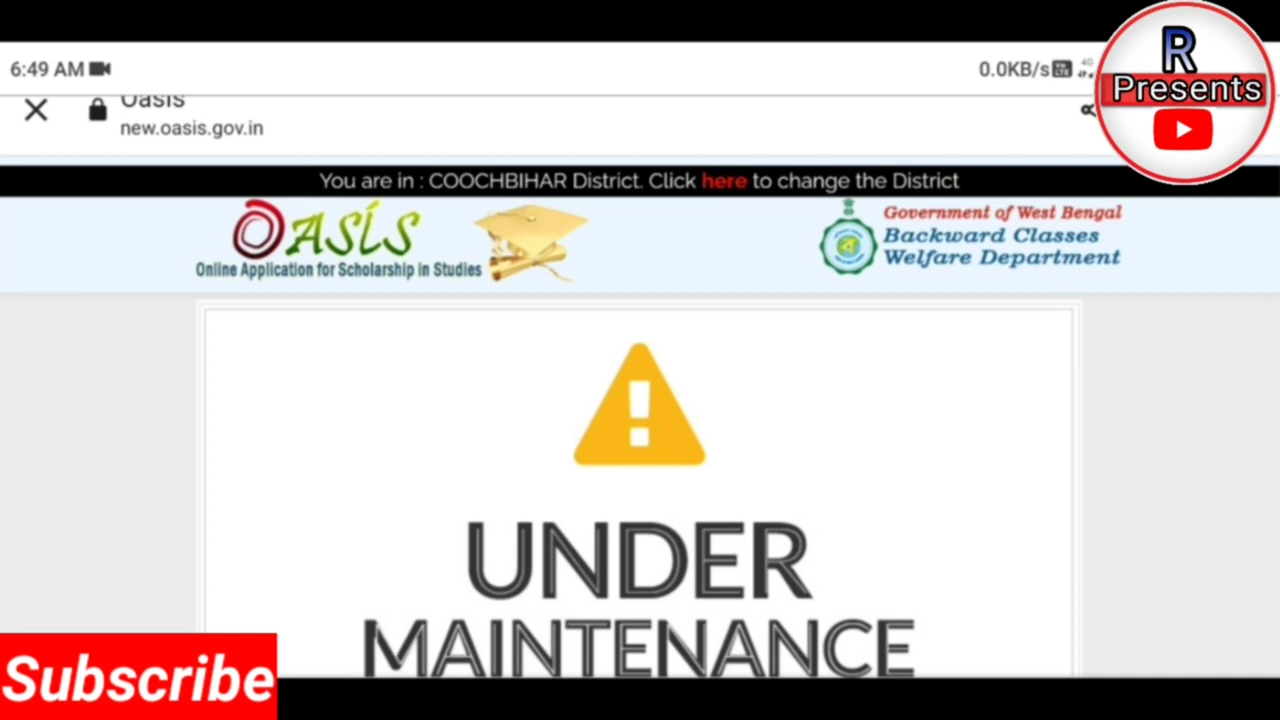 6:49 AM
0.0KB/s
4G
R
Presents
Oasis
new.oasis.gov.in
You are in : COOCHBIHAR District. Click here to change the District
OASIS
Online Application for Scholarship in Studies
Government of West Bengal
Backward Classes
Welfare Department
UNDER
MAINTENANCE
Subscribe